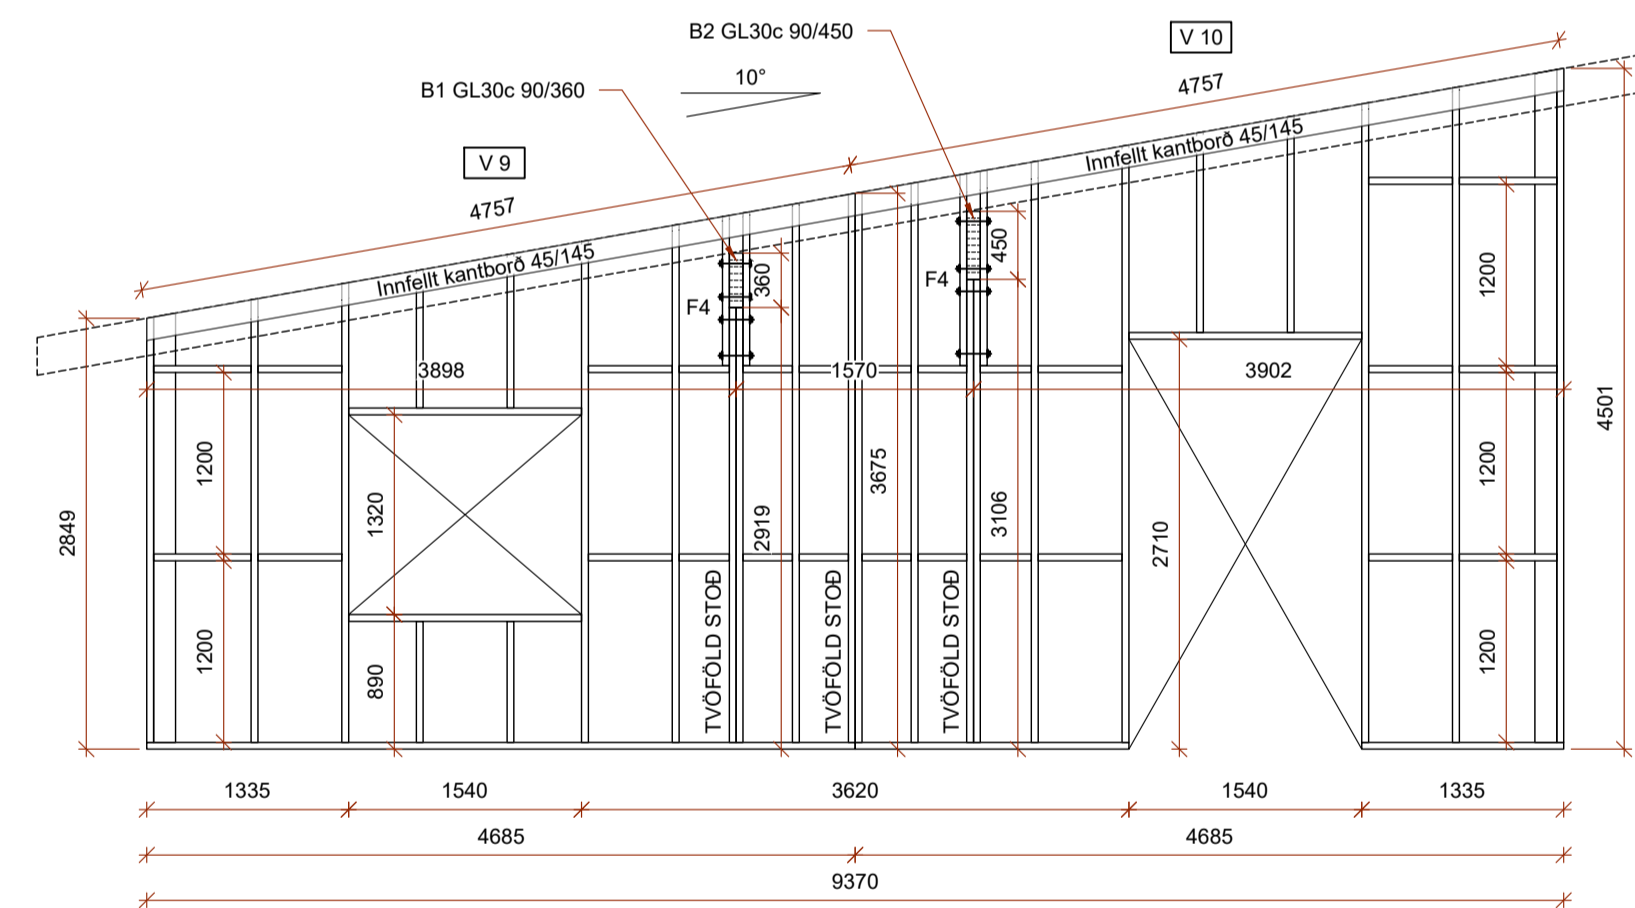 B2 GL30c 90/450
V 10
10°
4757
B1 GL30c 90/360
Innfellt kantborð 45/145
V 9
4757
450
360
Innfellt kantborð 45/145
F4
F4
1200
3898
1570
3902
4501
1200
1320
2849
2919
3675
3106
2710
1200
1200
890
TVÖFÖLD STOÐ
TVÖFÖLD STOÐ
TVÖFÖLD STOÐ
1200
1335
1540
3620
1540
1335
4685
4685
9370